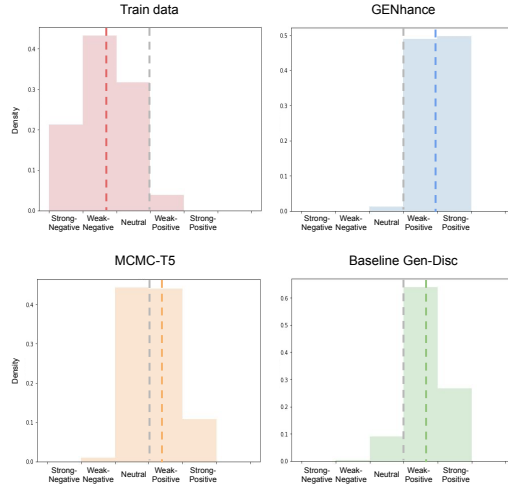 Train data
Density
0.4
0.3
0.2
0.1
0.0
Strong-
Negative
Weak-
Negative
Neutral
Weak-
Positive
Strong-
Positive
GENhance
0.5
0.4
0.3
0.2
0.1
0.0
Strong-
Negative
Weak-
Negative
Neutral
Weak-
Positive
Strong-
Positive
MCMC-T5
Density
0.4
0.3
0.2
0.1
0.0
Strong-
Negative
Weak-
Negative
Neutral
Weak-
Positive
Strong-
Positive
Baseline Gen-Disc
0.6
0.5
0.4
0.3
0.2
0.1
0.0
Strong-
Negative
Weak-
Negative
Neutral
Weak-
Positive
Strong-
Positive